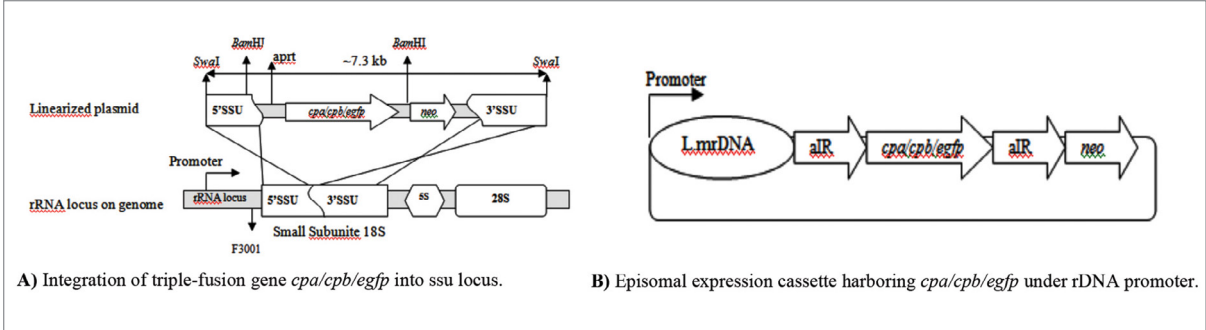 BamHI
BamHI
SwaI
aprt
~7.3 kb
SwaI
Linearized plasmid
5'SSU
cpa/cpb/egfp
neo
3'SSU
Promoter
rRNA locus on genome
rRNA locus
5'SSU
3'SSU
5S
28S
Small Subunite 18S
F3001
A) Integration of triple-fusion gene cpa/cpb/egfp into ssu locus.
Promoter
L.mrDNA
aIR
cpa/cpb/egfp
aIR
neo
B) Episomal expression cassette harboring cpa/cpb/egfp under rDNA promoter.